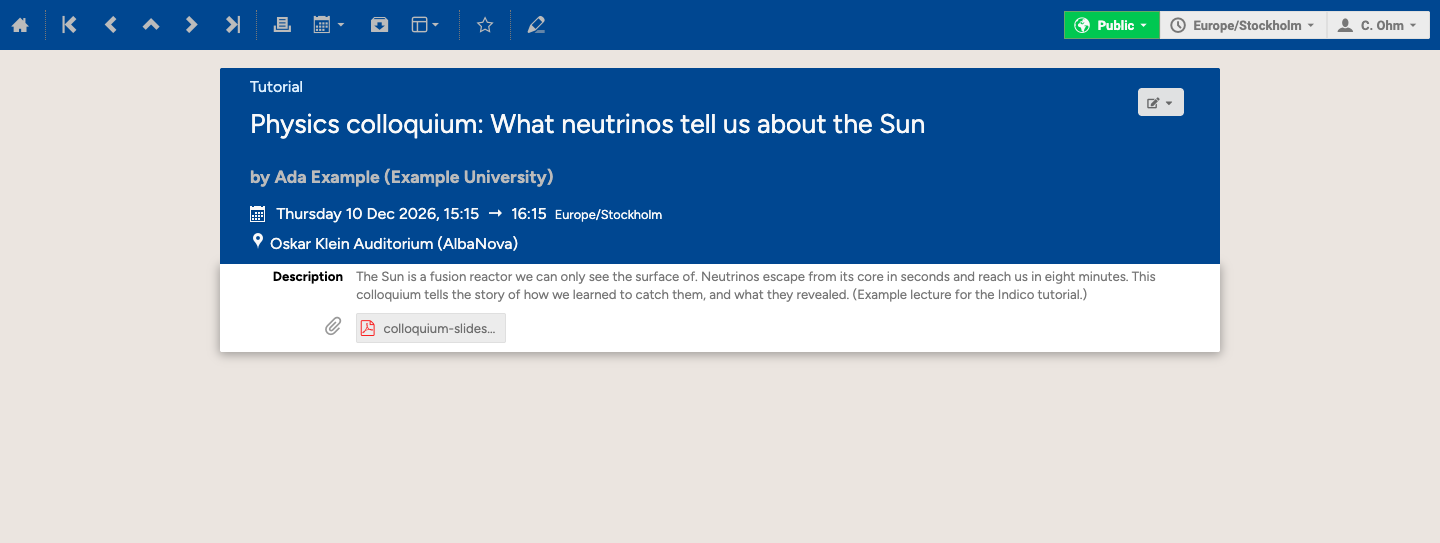 Public
Europe/Stockholm
C. Ohm
Tutorial
Physics colloquium: What neutrinos tell us about the Sun
by Ada Example (Example University)
Thursday 10 Dec 2026, 15:15 → 16:15 Europe/Stockholm
Oskar Klein Auditorium (AlbaNova)
Description The Sun is a fusion reactor we can only see the surface of. Neutrinos escape from its core in seconds and reach us in eight minutes. This
colloquium tells the story of how we learned to catch them, and what they revealed. (Example lecture for the Indico tutorial.)
colloquium-slides...